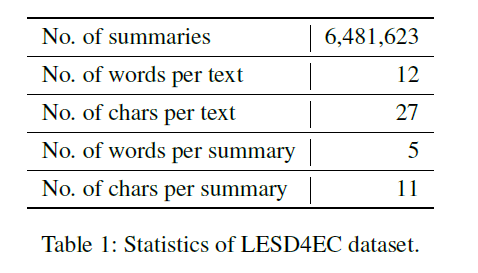 No. of summaries 6,481,623
No. of words per text 12
No. of chars per text 27
No. of words per summary 5
No. of chars per summary 11
Table 1: Statistics of LESD4EC dataset.